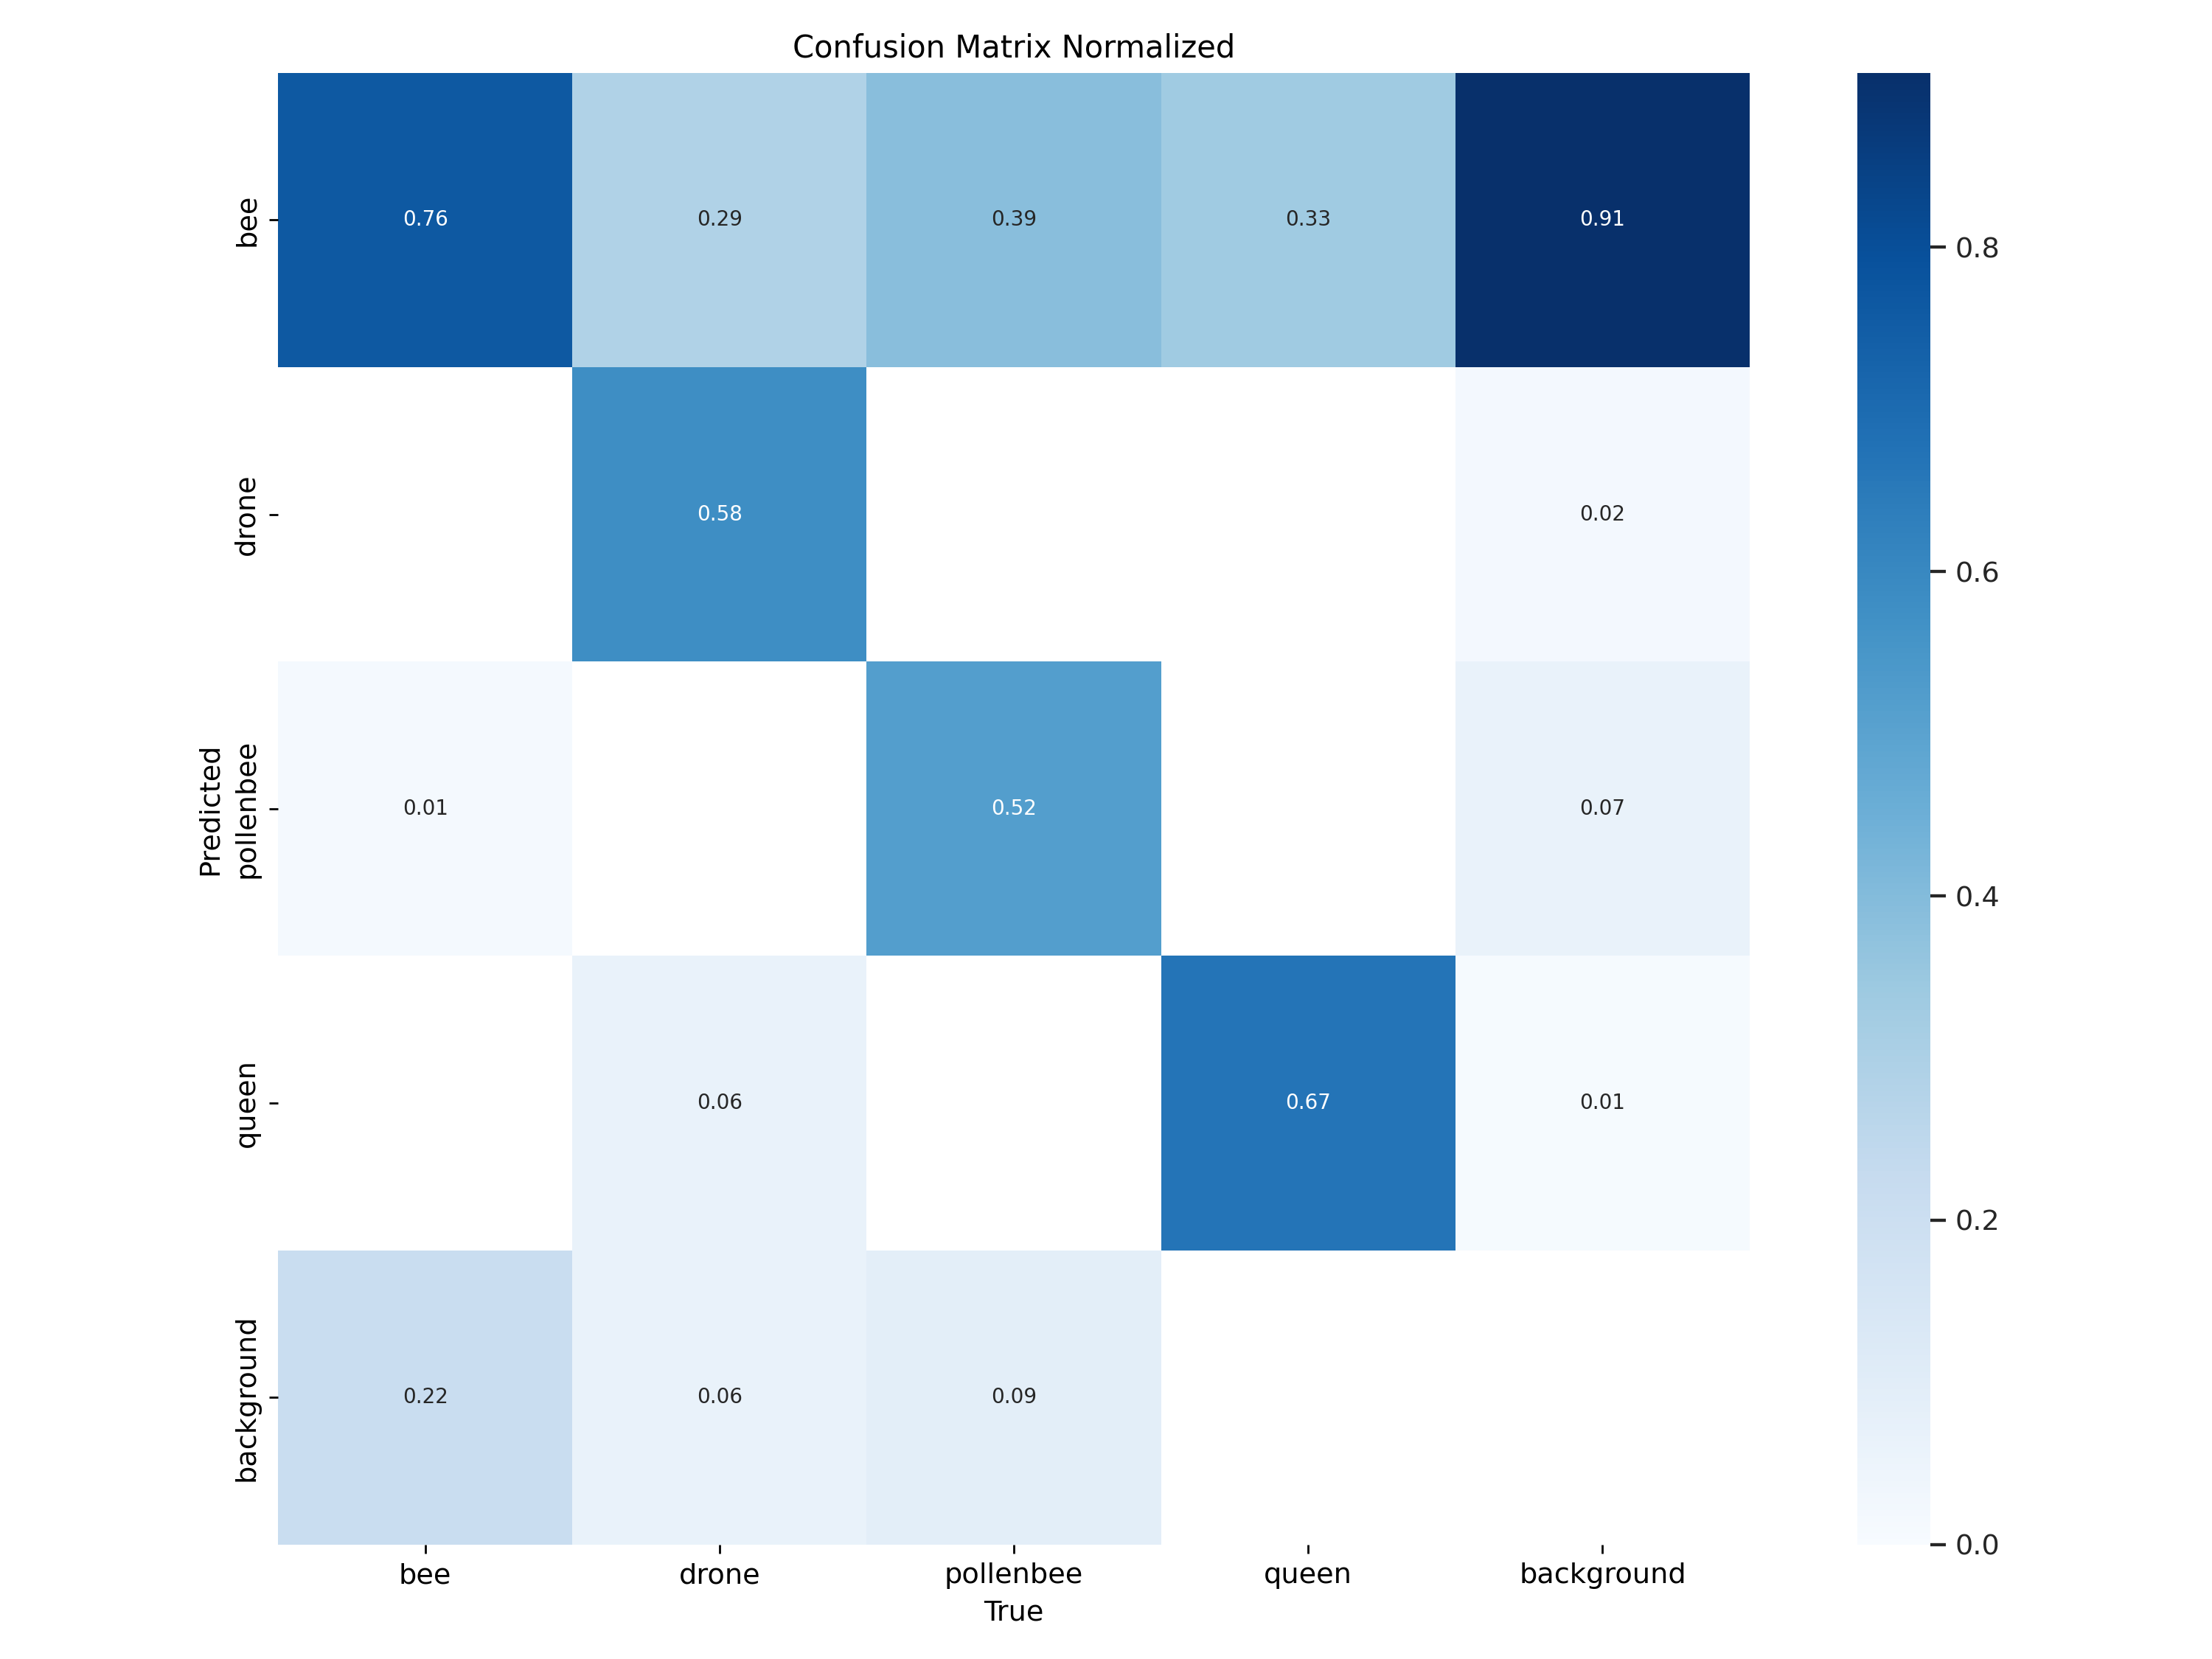 Confusion Matrix Normalized
bee
0.76
0.29
0.39
0.33
0.91
drone
0.58
0.02
Predicted
pollenbee
0.01
0.52
0.07
queen
0.06
0.67
0.01
background
0.22
0.06
0.09
bee
drone
pollenbee
queen
background
True
0.8
0.6
0.4
0.2
0.0